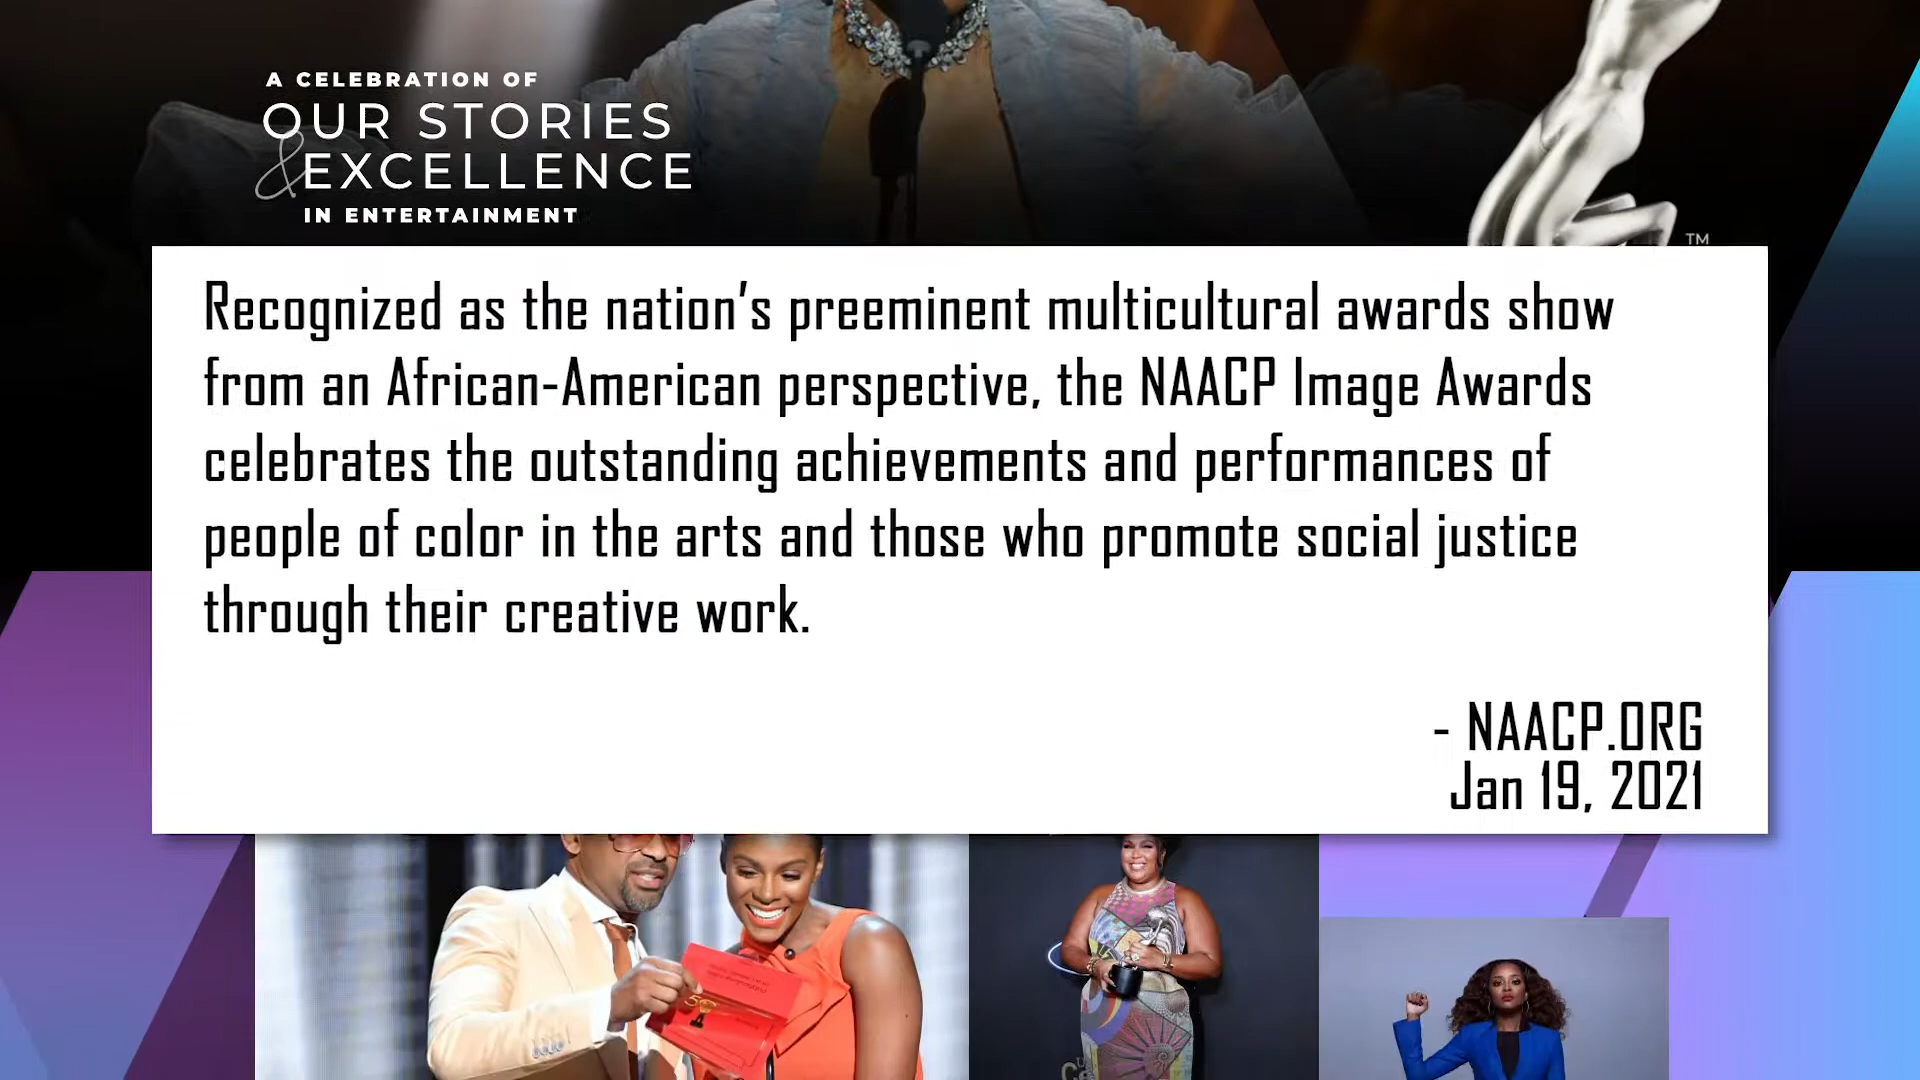 A CELEBRATION OF
OUR STORIES
& EXCELLENCE
IN ENTERTAINMENT
TM
Recognized as the nation's preeminent multicultural awards show
from an African-American perspective, the NAACP Image Awards
celebrates the outstanding achievements and performances of
people of color in the arts and those who promote social justice
through their creative work.
- NAACP.ORG
Jan 19, 2021